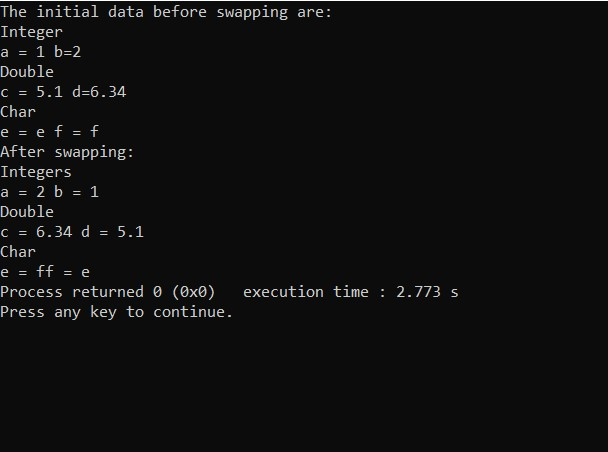 The initial data before swapping are:
Integer
a = 1 b=2
Double
c = 5.1 d=6.34
Char
e = e f = f
After swapping:
Integers
a = 2 b = 1
Double
c = 6.34 d = 5.1
Char
e = ff = e
Process returned 0 (0x0)   execution time : 2.773 s
Press any key to continue.